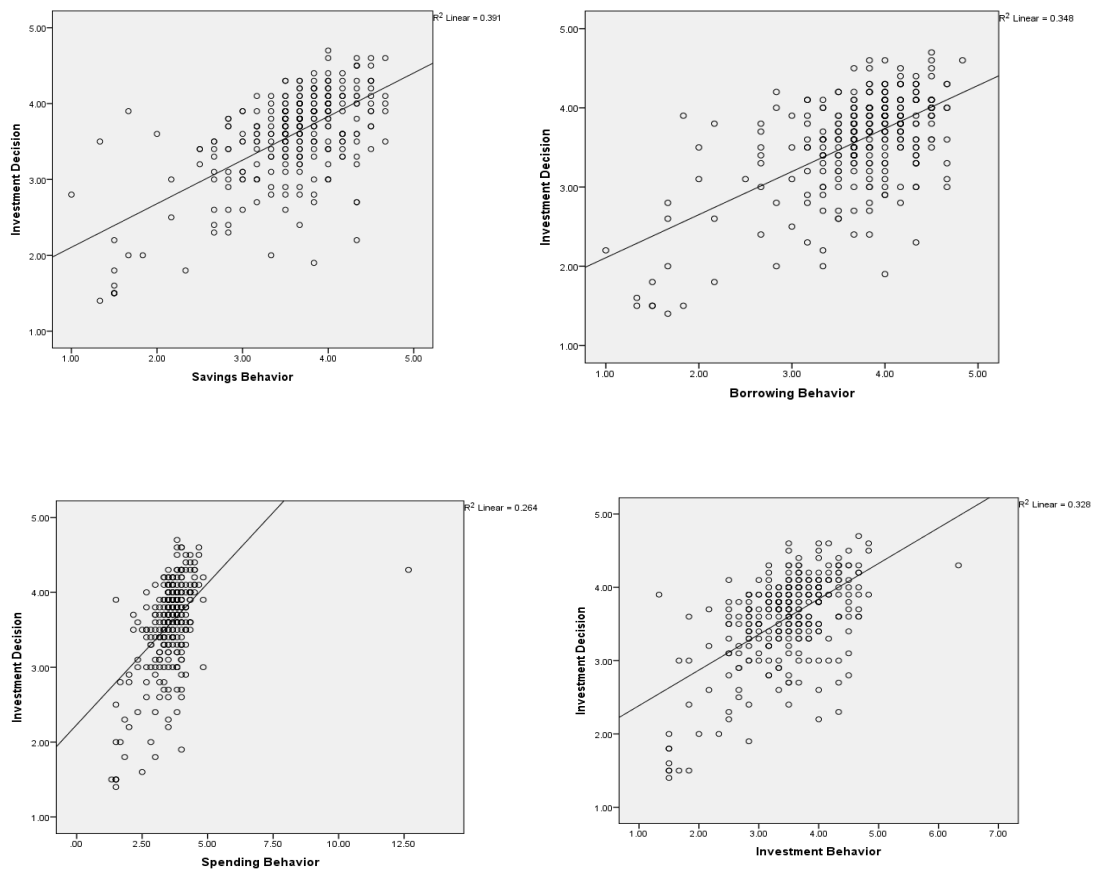 R² Linear = 0.391
5.00
4.00
3.00
2.00
1.00
Investment Decision
1.00 2.00 3.00 4.00 5.00
Savings Behavior
R² Linear = 0.348
5.00
4.00
3.00
2.00
1.00
Investment Decision
1.00 2.00 3.00 4.00 5.00
Borrowing Behavior
R² Linear = 0.264
5.00
4.00
3.00
2.00
1.00
Investment Decision
.00 2.50 5.00 7.50 10.00 12.50
Spending Behavior
R² Linear = 0.328
5.00
4.00
3.00
2.00
1.00
Investment Decision
1.00 2.00 3.00 4.00 5.00 6.00 7.00
Investment Behavior